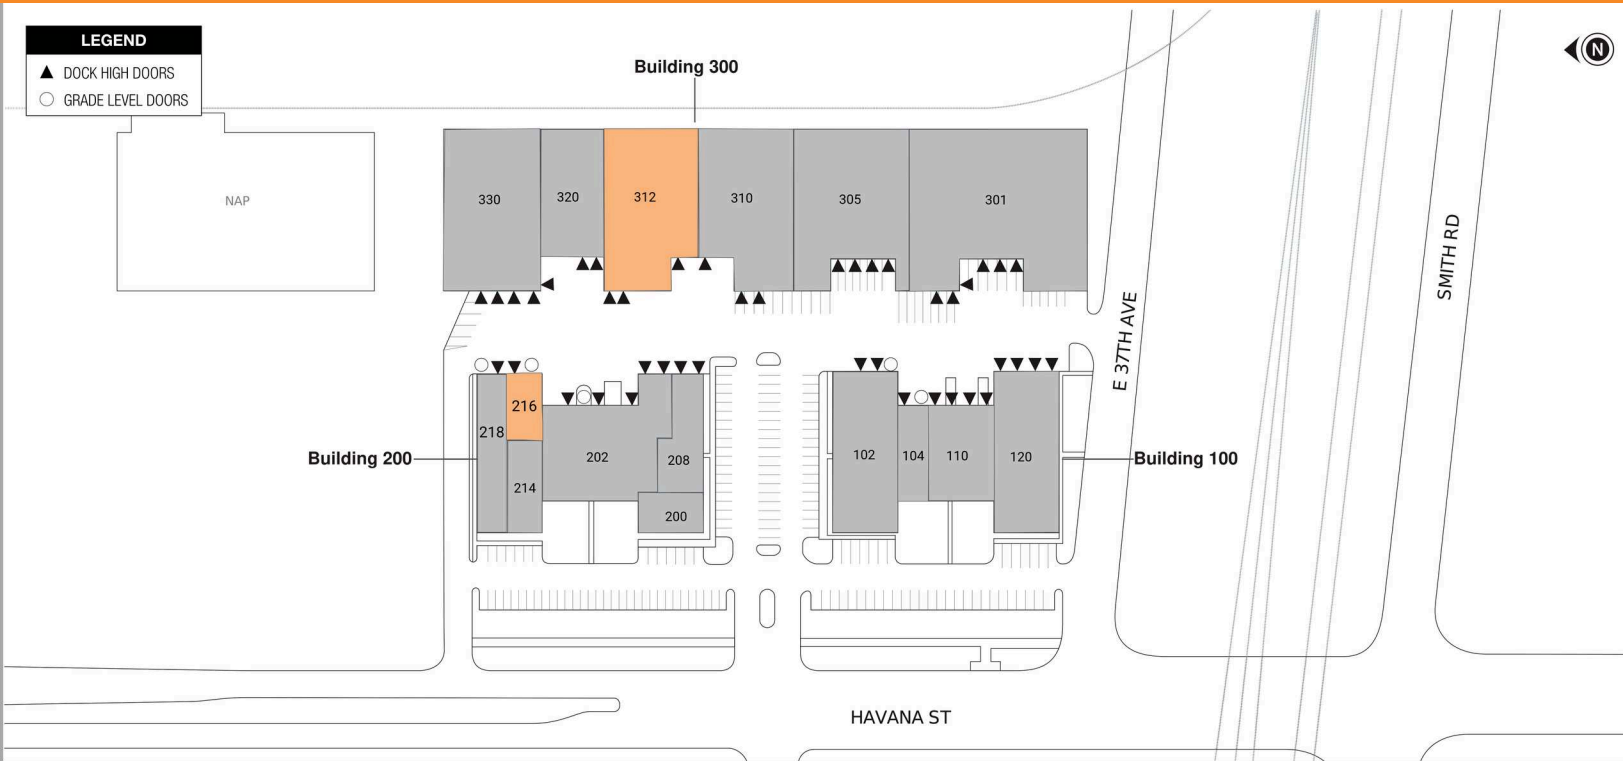 LEGEND
DOCK HIGH DOORS
GRADE LEVEL DOORS
N
Building 300
NAP
330
320
312
310
305
301
E 37TH AVE
SMITH RD
216
218
202
208
214
200
Building 200
102
104
110
120
Building 100
HAVANA ST